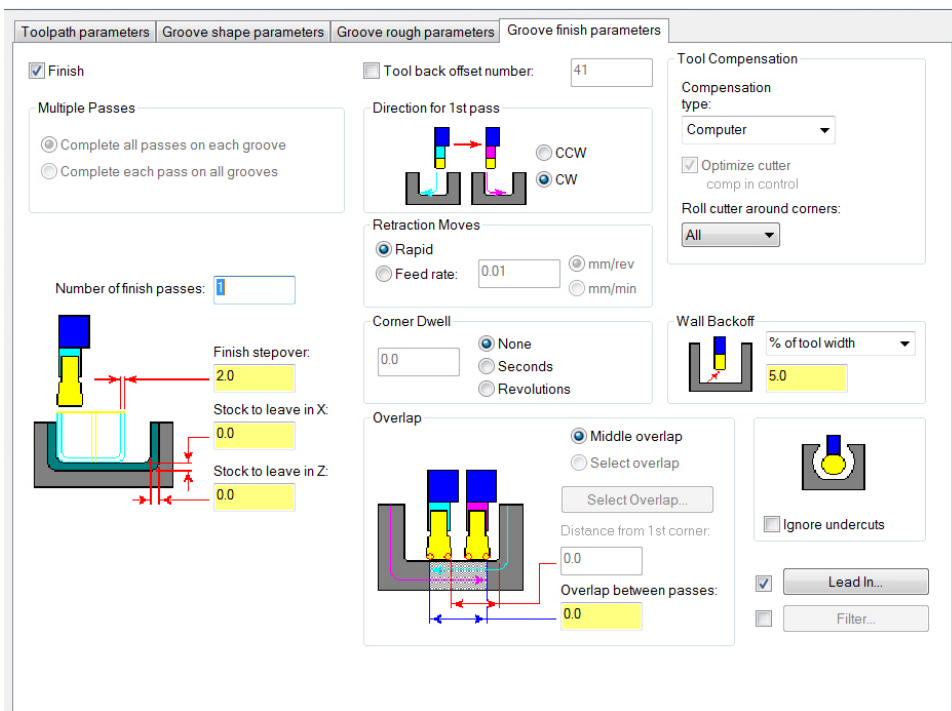 Toolpath parameters
Groove shape parameters
Groove rough parameters
Groove finish parameters
Finish
Multiple Passes
Complete all passes on each groove
Complete each pass on all grooves
Number of finish passes:
1
Finish stepover:
2.0
Stock to leave in X:
0.0
Stock to leave in Z:
0.0
Tool back offset number:
41
Direction for 1st pass
CCW
CW
Retraction Moves
Rapid
Feed rate:
0.01
mm/rev
mm/min
Corner Dwell
0.0
None
Seconds
Revolutions
Overlap
Middle overlap
Select overlap
Select Overlap...
Distance from 1st corner:
0.0
Overlap between passes:
0.0
Tool Compensation
Compensation
type:
Computer
Optimize cutter
comp in control
Roll cutter around corners:
All
Wall Backoff
% of tool width
5.0
Ignore undercuts
Lead In...
Filter...